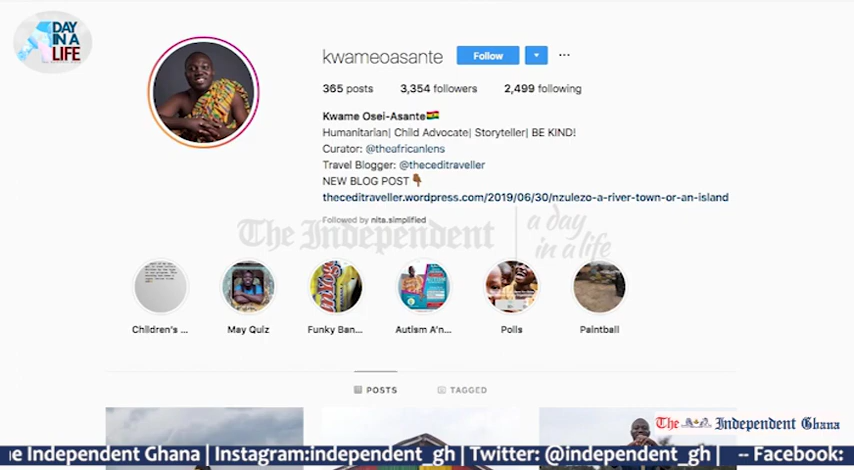 DAY
IN A
LIFE
kwameoasante
Follow
365 posts 3,354 followers 2,499 following
Kwame Osei-Asante
Humanitarian| Child Advocate| Storyteller| BE KIND!
Curator: @theafricanlens
Travel Blogger: @theceditraveller
NEW BLOG POST
theceditraveller.wordpress.com/2019/06/30/nzulezo-a-river-town-or-an-island
Followed by nita.simplified
The Independent
a day
in a life
Children's ... May Quiz Funky Ban... Autism A'n... Polls Paintball
POSTS TAGGED
The Independent Ghana
e Independent Ghana | Instagram:independent_gh | Twitter: @independent_gh | -- Facebook: